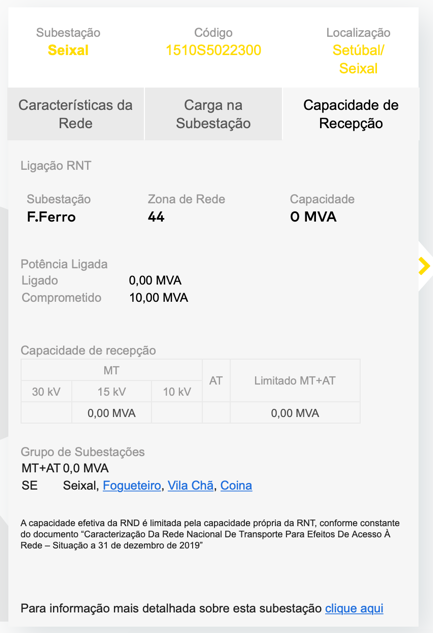 Subestação Código Localização
Seixal 1510S5022300 Setúbal/
Seixal
Características da Rede
Carga na Subestação
Capacidade de Recepção
Ligação RNT
Subestação Zona de Rede Capacidade
F.Ferro 44 0 MVA
Potência Ligada
Ligado 0,00 MVA
Comprometido 10,00 MVA
Capacidade de recepção
MT AT Limitado MT+AT
30 kV 15 kV 10 kV
0,00 MVA 0,00 MVA
Grupo de Subestações
MT+AT 0,0 MVA
SE Seixal, Fogueteiro, Vila Chã, Coina
A capacidade efetiva da RND é limitada pela capacidade própria da RNT, conforme constante
do documento “Caracterização Da Rede Nacional De Transporte Para Efeitos De Acesso À
Rede – Situação a 31 de dezembro de 2019”
Para informação mais detalhada sobre esta subestação clique aqui